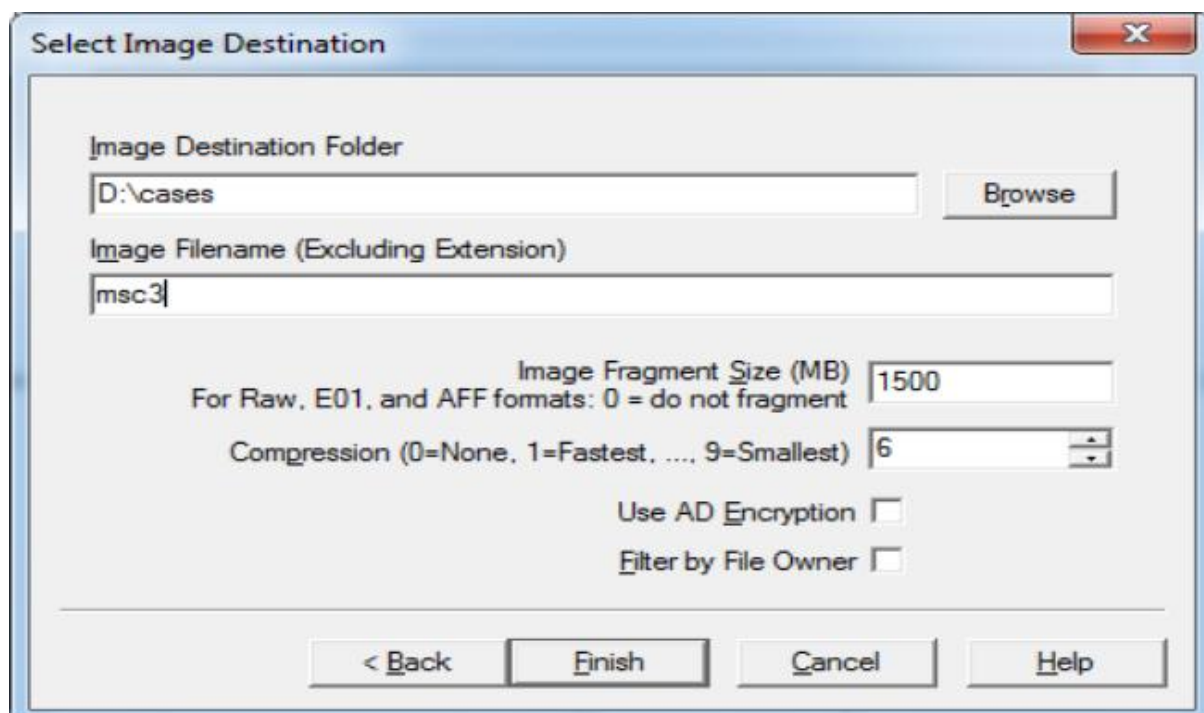 Select Image Destination
Image Destination Folder
D:\cases
Browse
Image Filename (Excluding Extension)
msc3
Image Fragment Size (MB)
1500
For Raw, E01, and AFF formats: 0 = do not fragment
Compression (0=None, 1=Fastest, ..., 9=Smallest)
6
Use AD Encryption
Filter by File Owner
< Back
Finish
Cancel
Help